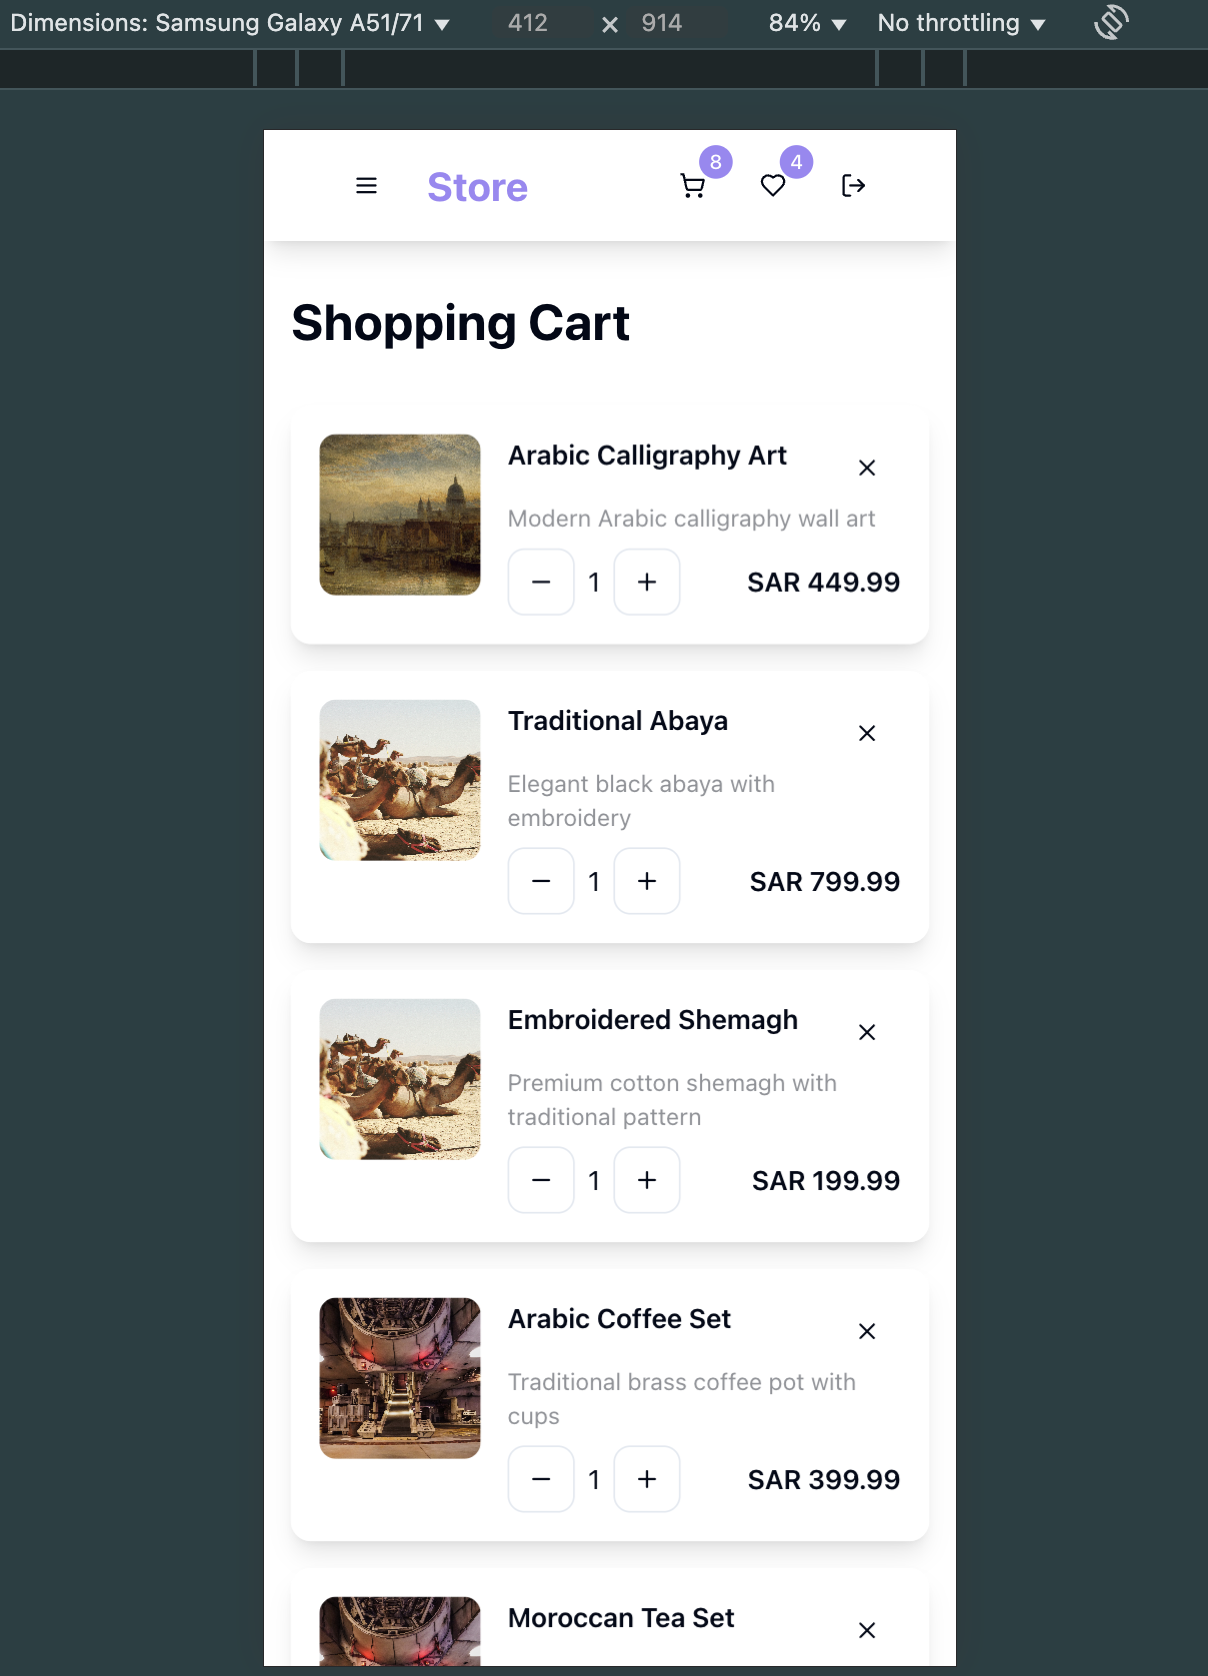 Dimensions: Samsung Galaxy A51/71 ▼ 412 × 914 84% ▼ No throttling ▼
Store 8 4
Shopping Cart
Arabic Calligraphy Art
Modern Arabic calligraphy wall art
− 1 + SAR 449.99
Traditional Abaya
Elegant black abaya with
embroidery
− 1 + SAR 799.99
Embroidered Shemagh
Premium cotton shemagh with
traditional pattern
− 1 + SAR 199.99
Arabic Coffee Set
Traditional brass coffee pot with
cups
− 1 + SAR 399.99
Moroccan Tea Set